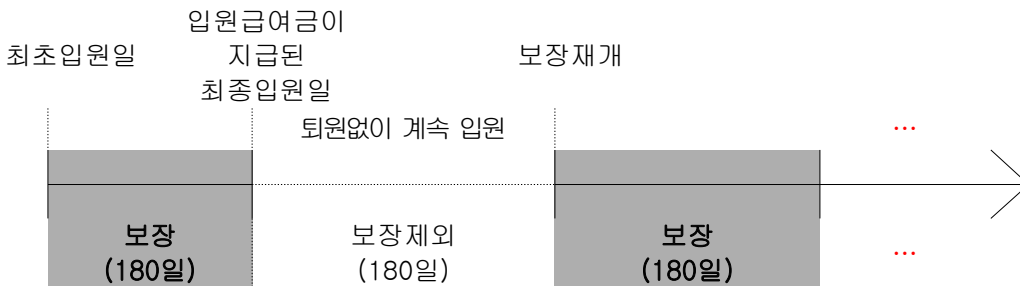 최초입원일
입원급여금이
지급된
최종입원일
보장재개
퇴원없이 계속 입원
...
보장
(180일)
보장제외
(180일)
보장
(180일)
...